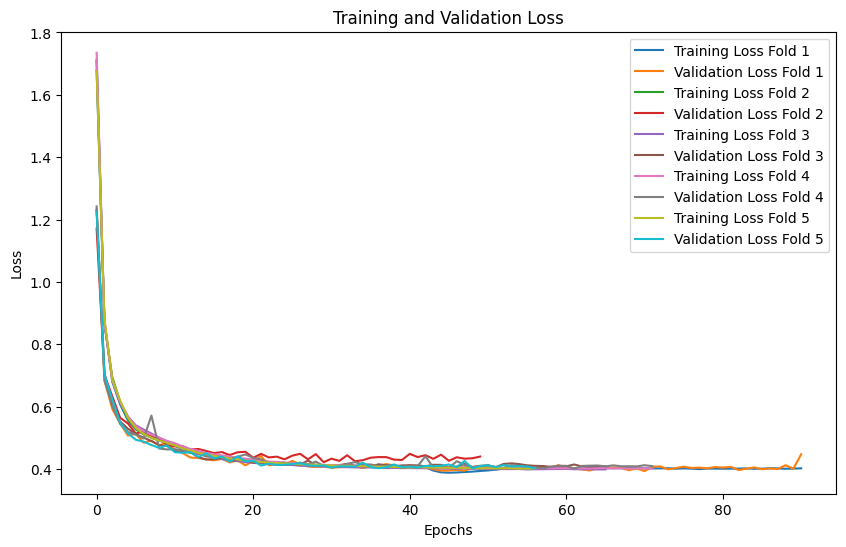 Training and Validation Loss
Loss
1.8
1.6
1.4
1.2
1.0
0.8
0.6
0.4
Training Loss Fold 1
Validation Loss Fold 1
Training Loss Fold 2
Validation Loss Fold 2
Training Loss Fold 3
Validation Loss Fold 3
Training Loss Fold 4
Validation Loss Fold 4
Training Loss Fold 5
Validation Loss Fold 5
0 20 40 60 80
Epochs